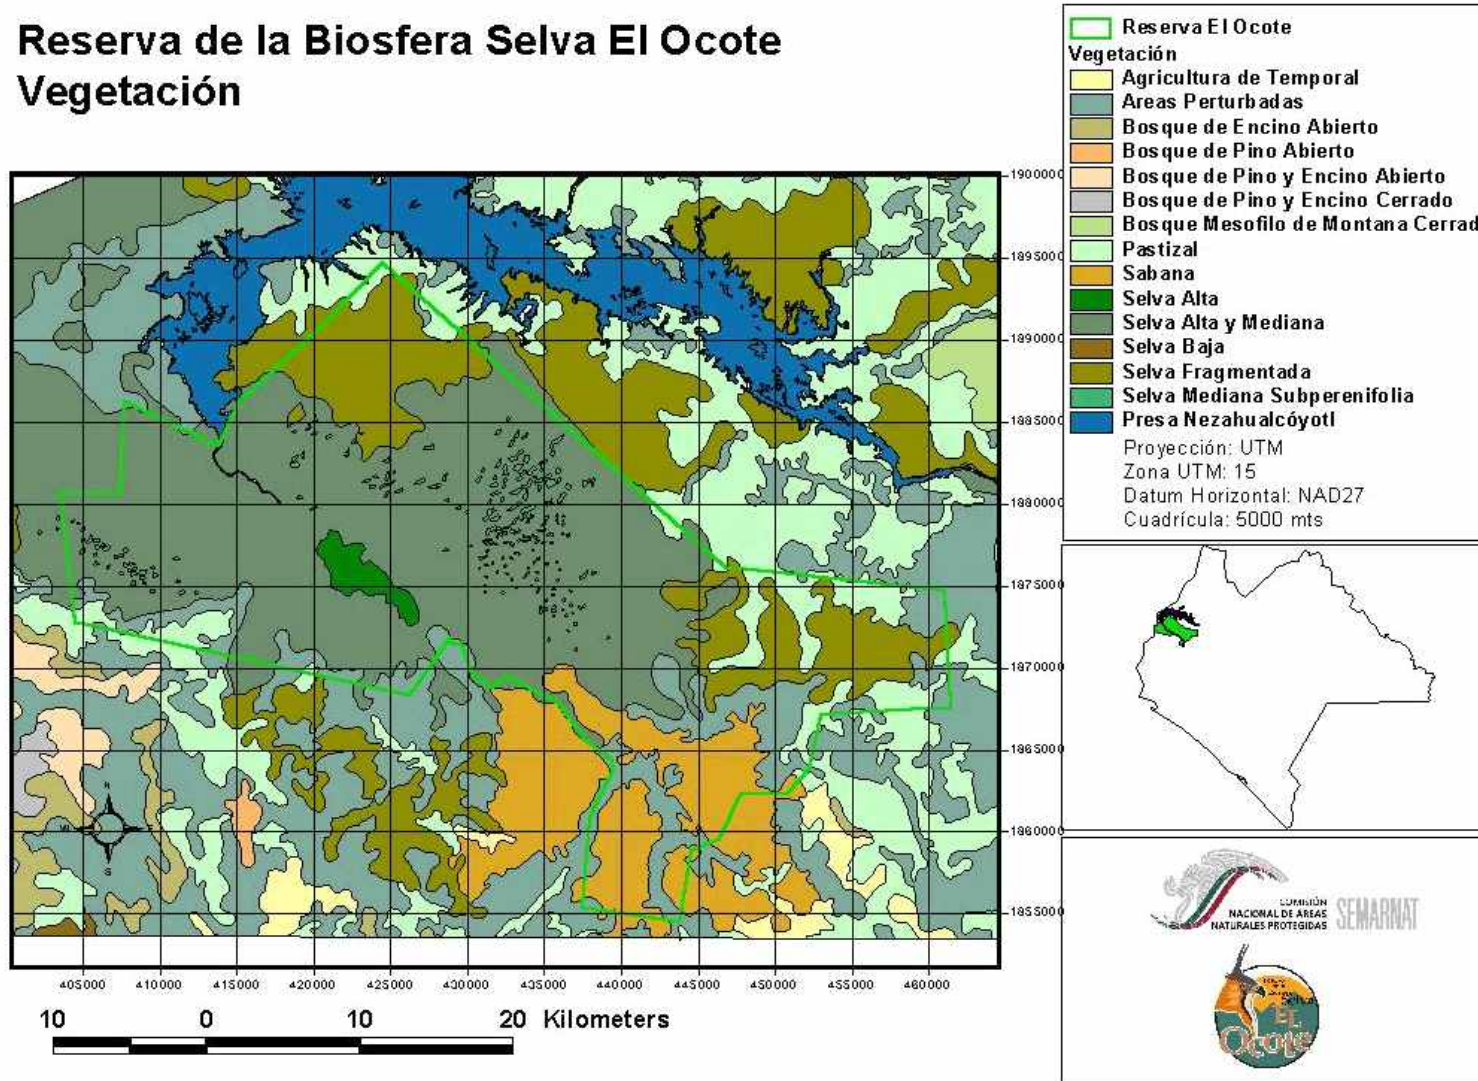 Reserva de la Biosfera Selva El Ocote
Vegetación
Reserva El Ocote
Vegetación
Agricultura de Temporal
Areas Perturbadas
Bosque de Encino Abierto
Bosque de Pino Abierto
Bosque de Pino y Encino Abierto
Bosque de Pino y Encino Cerrado
Bosque Mesofilo de Montana Cerrad
Pastizal
Sabana
Selva Alta
Selva Alta y Mediana
Selva Baja
Selva Fragmentada
Selva Mediana Subperenifolia
Presa Nezahualcóyotl
Proyección: UTM
Zona UTM: 15
Datum Horizontal: NAD27
Cuadrícula: 5000 mts
1900000
1895000
1890000
1885000
1880000
1875000
1870000
1865000
1860000
1855000
N
W E
S
405000 410000 415000 420000 425000 430000 435000 440000 445000 450000 455000 460000
10 0 10 20 Kilometers
COMISIÓN
NACIONAL DE AREAS
NATURALES PROTEGIDAS
SEMARNAT
Selva
EL
Ocote